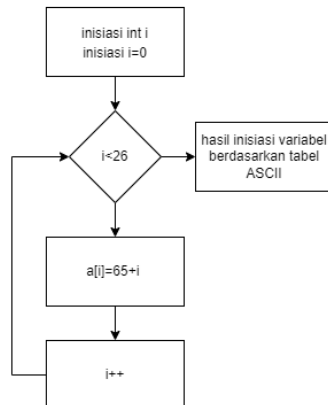 inisiasi int i
inisiasi i=0
i<26
hasil inisiasi variabel
berdasarkan tabel
ASCII
a[i]=65+i
i++